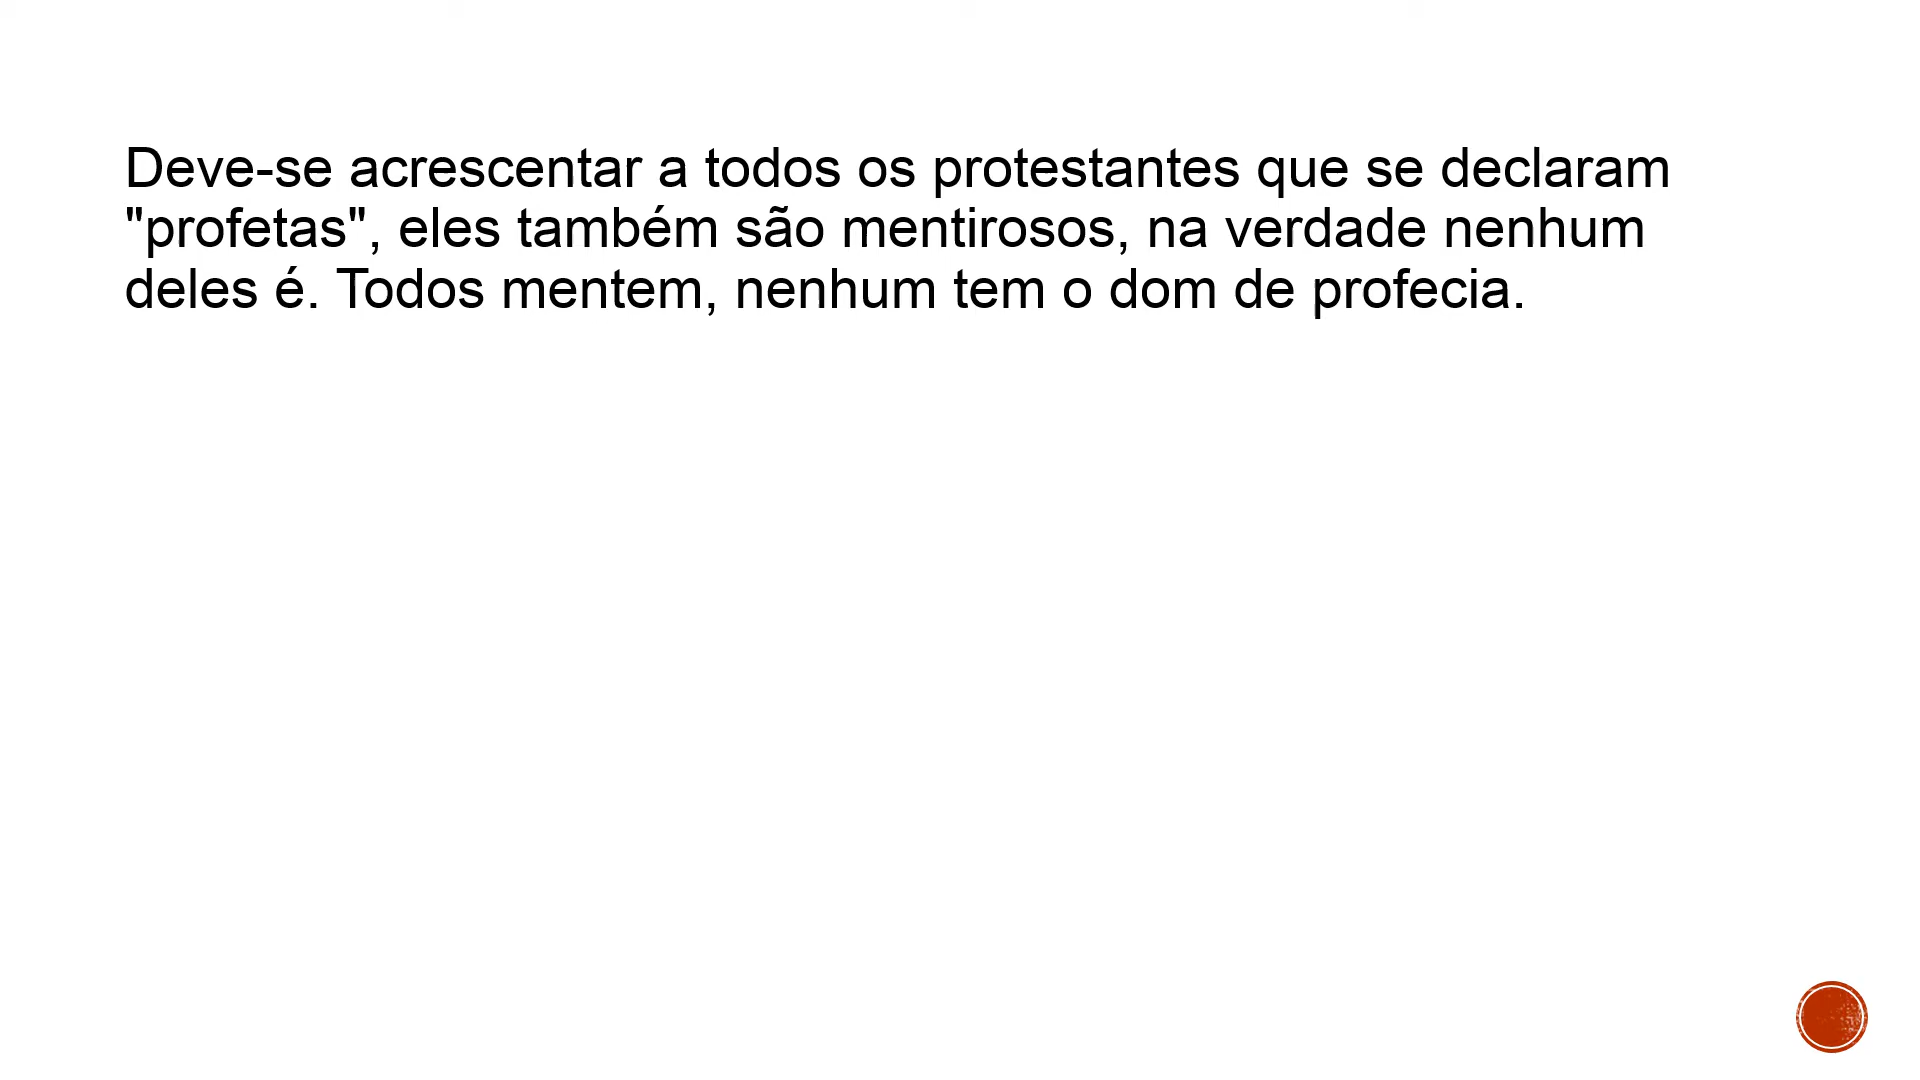 Deve-se acrescentar a todos os protestantes que se declaram
"profetas", eles também são mentirosos, na verdade nenhum
deles é. Todos mentem, nenhum tem o dom de profecia.